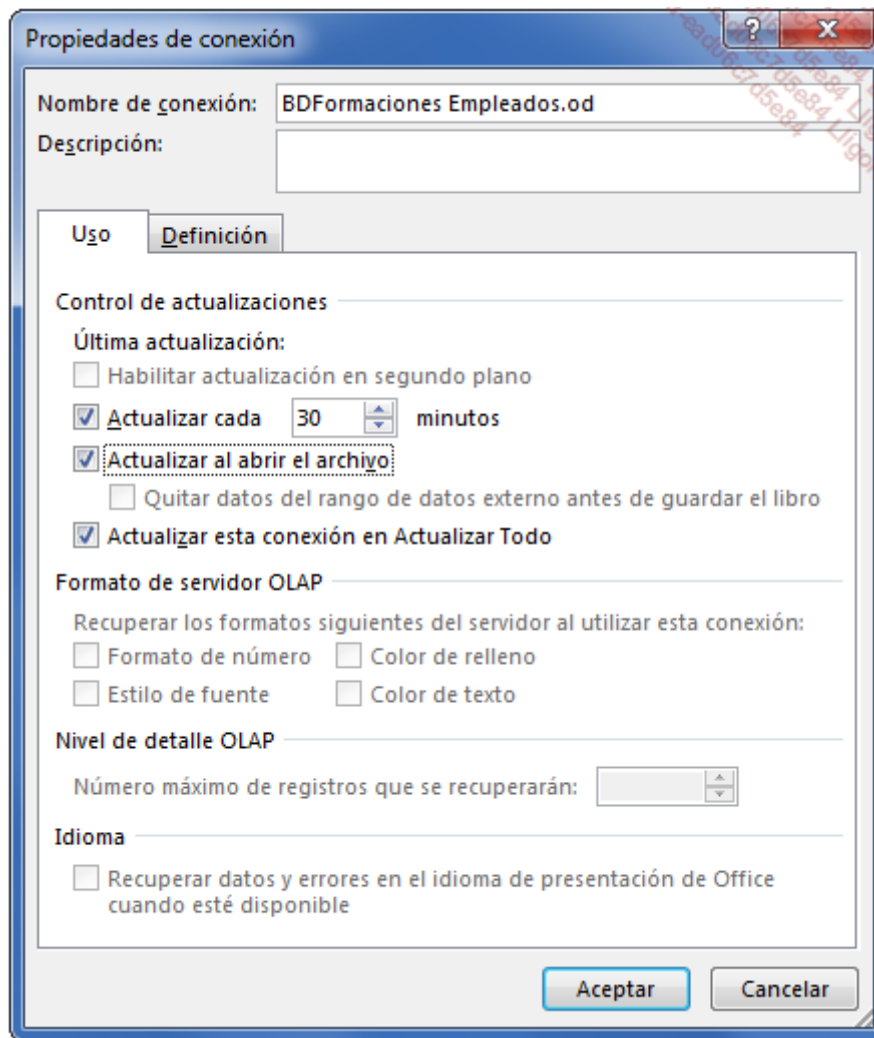 Propiedades de conexión
Nombre de conexión: BDFormaciones Empleados.od
Descripción:
Uso Definición
Control de actualizaciones
Última actualización:
Habilitar actualización en segundo plano
Actualizar cada 30 minutos
Actualizar al abrir el archivo
Quitar datos del rango de datos externo antes de guardar el libro
Actualizar esta conexión en Actualizar Todo
Formato de servidor OLAP
Recuperar los formatos siguientes del servidor al utilizar esta conexión:
Formato de número Color de relleno
Estilo de fuente Color de texto
Nivel de detalle OLAP
Número máximo de registros que se recuperarán:
Idioma
Recuperar datos y errores en el idioma de presentación de Office
cuando esté disponible
Aceptar Cancelar